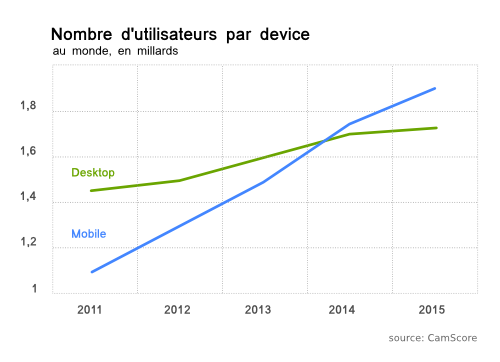 Nombre d'utilisateurs par device
au monde, en millards
1,8
1,6
Desktop
1,4
Mobile
1,2
1
2011 2012 2013 2014 2015
source: CamScore